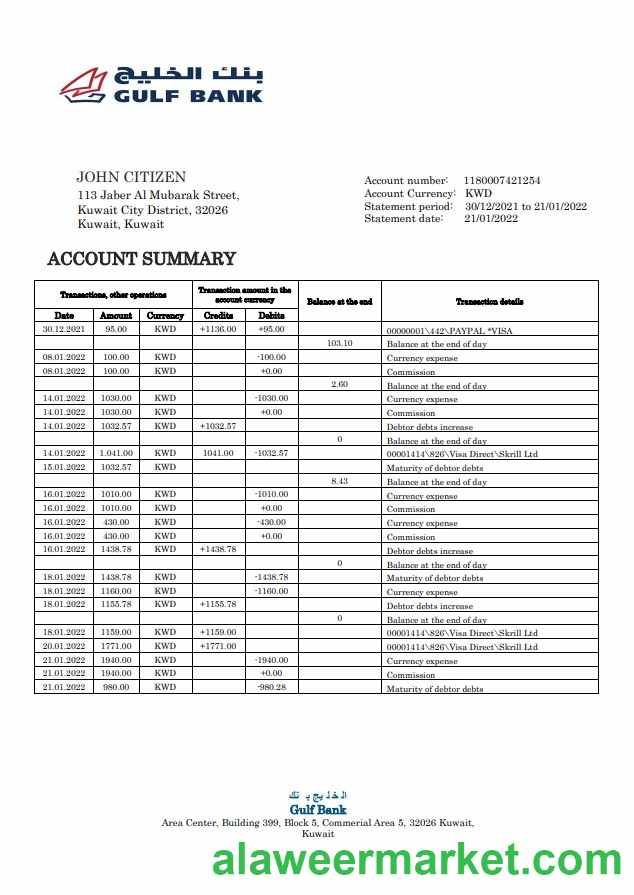 بنك الخليج
GULF BANK
JOHN CITIZEN
113 Jaber Al Mubarak Street,
Kuwait City District, 32026
Kuwait, Kuwait
Account number: 1180007421254
Account Currency: KWD
Statement period: 30/12/2021 to 21/01/2022
Statement date: 21/01/2022
ACCOUNT SUMMARY
Transactions, other operations Transaction amount in the account currency Balance at the end Transaction details
Date Amount Currency Credits Debits
30.12.2021 95.00 KWD +1136.00 +95.00 00000001\442\PAYPAL *VISA
103.10 Balance at the end of day
08.01.2022 100.00 KWD -100.00 Currency expense
08.01.2022 100.00 KWD +0.00 Commission
2.60 Balance at the end of day
14.01.2022 1030.00 KWD -1030.00 Currency expense
14.01.2022 1030.00 KWD +0.00 Commission
14.01.2022 1032.57 KWD +1032.57 Debtor debts increase
0 Balance at the end of day
14.01.2022 1.041.00 KWD 1041.00 -1032.57 00001414\826\Visa Direct\Skrill Ltd
15.01.2022 1032.57 KWD Maturity of debtor debts
8.43 Balance at the end of day
16.01.2022 1010.00 KWD -1010.00 Currency expense
16.01.2022 1010.00 KWD +0.00 Commission
16.01.2022 430.00 KWD -430.00 Currency expense
16.01.2022 430.00 KWD +0.00 Commission
16.01.2022 1438.78 KWD +1438.78 Debtor debts increase
0 Balance at the end of day
18.01.2022 1438.78 KWD -1438.78 Maturity of debtor debts
18.01.2022 1160.00 KWD -1160.00 Currency expense
18.01.2022 1155.78 KWD +1155.78 Debtor debts increase
0 Balance at the end of day
18.01.2022 1159.00 KWD +1159.00 00001414\826\Visa Direct\Skrill Ltd
20.01.2022 1771.00 KWD +1771.00 00001414\826\Visa Direct\Skrill Ltd
21.01.2022 1940.00 KWD -1940.00 Currency expense
21.01.2022 1940.00 KWD +0.00 Commission
21.01.2022 980.00 KWD -980.28 Maturity of debtor debts
الخليج بنك
Gulf Bank
Area Center, Building 399, Block 5, Commerial Area 5, 32026 Kuwait,
Kuwait
alaweermarket.com